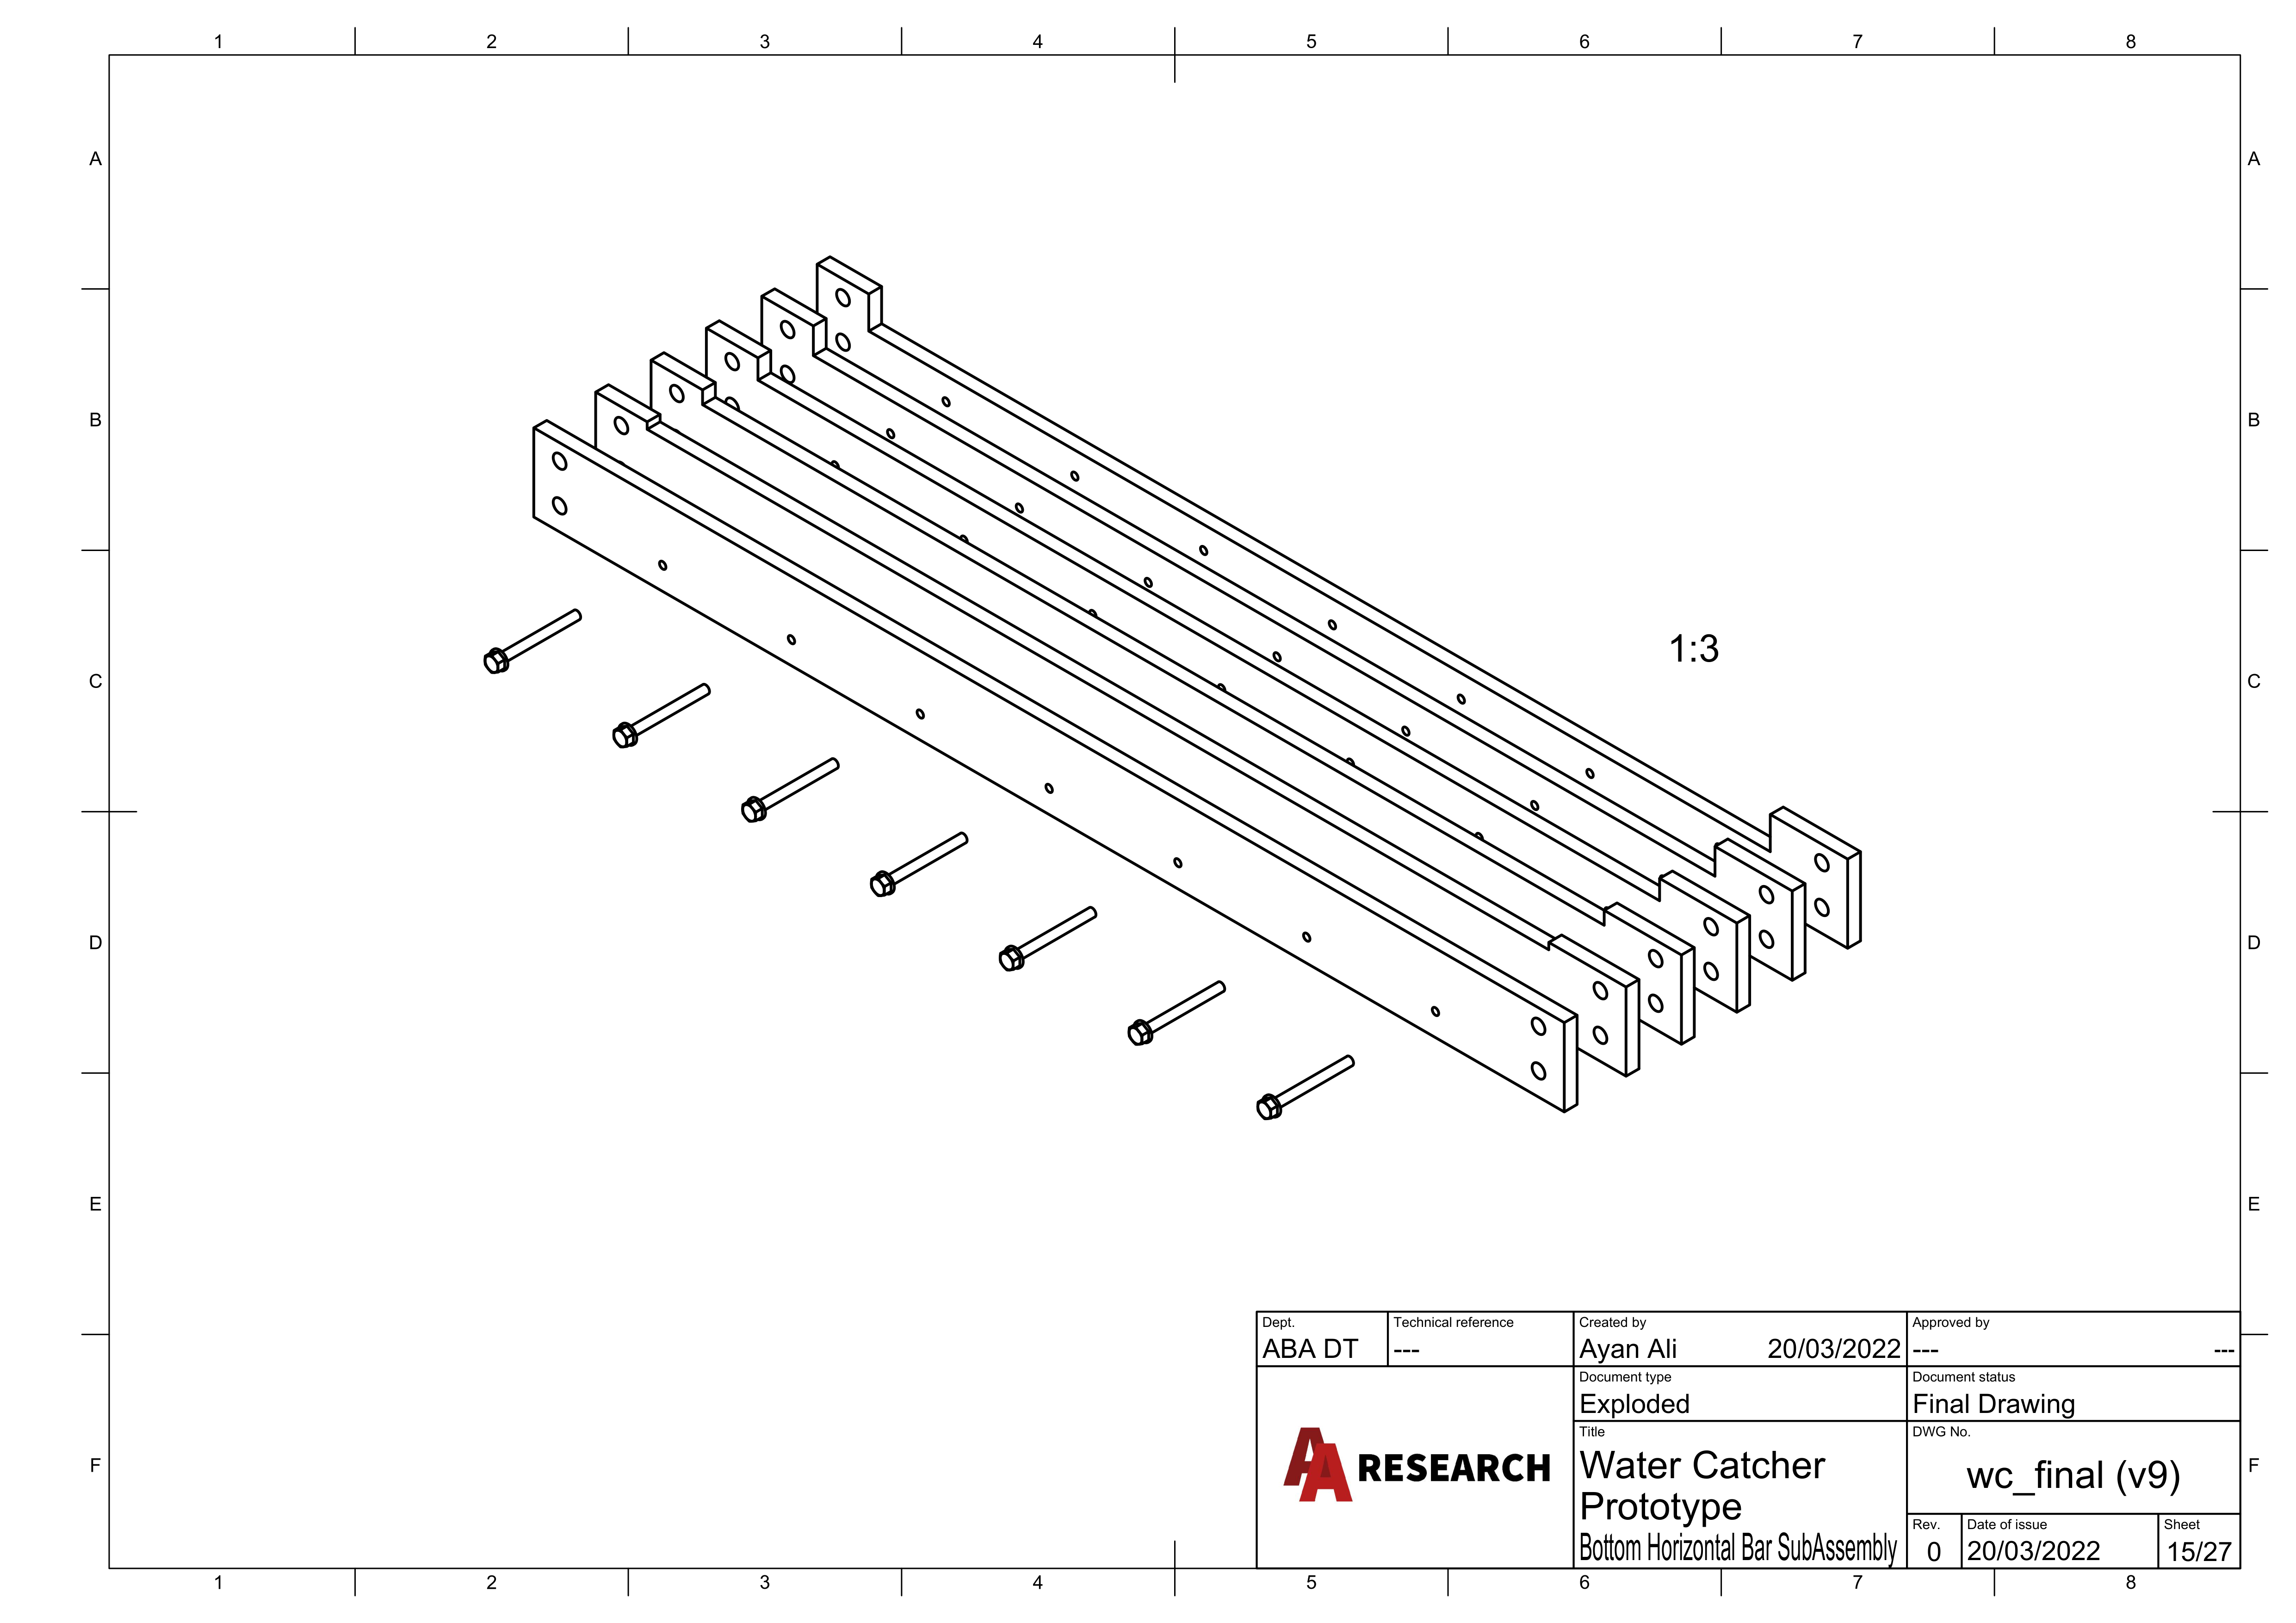 1 2 3 4 5 6 7 8
A A
B B
1:3
C C
D D
E E
Dept. Technical reference Created by Approved by
ABA DT --- Ayan Ali 20/03/2022 --- ---
Document type Document status
Exploded Final Drawing
Title DWG No.
AA RESEARCH
Water Catcher
Prototype
wc_final (v9)
F F
Bottom Horizontal Bar SubAssembly
Rev. Date of issue Sheet
0 20/03/2022 15/27
1 2 3 4 5 6 7 8